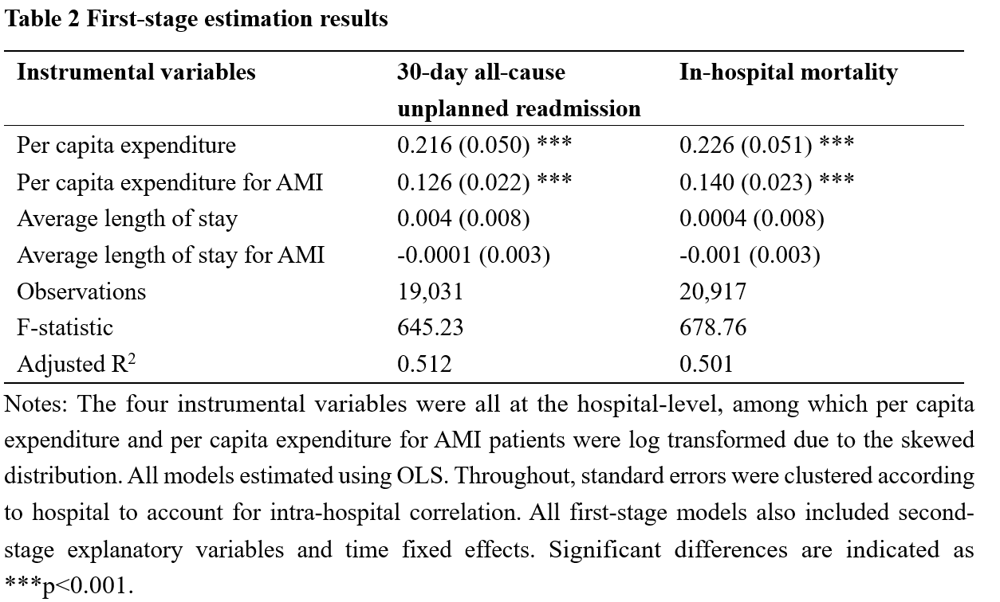 Table 2 First-stage estimation results
Instrumental variables 30-day all-cause unplanned readmission In-hospital mortality
Per capita expenditure 0.216 (0.050) *** 0.226 (0.051) ***
Per capita expenditure for AMI 0.126 (0.022) *** 0.140 (0.023) ***
Average length of stay 0.004 (0.008) 0.0004 (0.008)
Average length of stay for AMI -0.0001 (0.003) -0.001 (0.003)
Observations 19,031 20,917
F-statistic 645.23 678.76
Adjusted R² 0.512 0.501
Notes: The four instrumental variables were all at the hospital-level, among which per capita
expenditure and per capita expenditure for AMI patients were log transformed due to the skewed
distribution. All models estimated using OLS. Throughout, standard errors were clustered according
to hospital to account for intra-hospital correlation. All first-stage models also included second-
stage explanatory variables and time fixed effects. Significant differences are indicated as
***p<0.001.